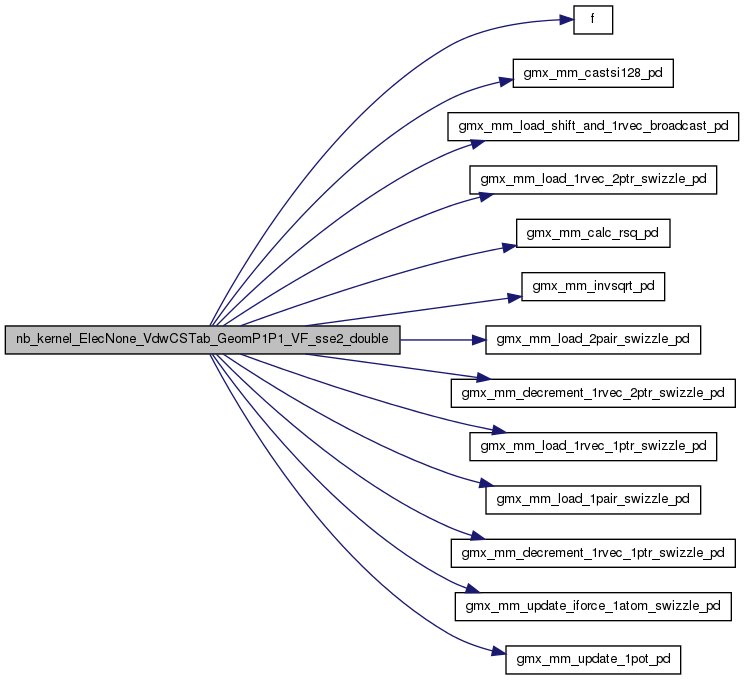 f
gmx_mm_castsi128_pd
gmx_mm_load_shift_and_1rvec_broadcast_pd
gmx_mm_load_1rvec_2ptr_swizzle_pd
gmx_mm_calc_rsq_pd
gmx_mm_invsqrt_pd
nb_kernel_ElecNone_VdwCSTab_GeomP1P1_VF_sse2_double
gmx_mm_load_2pair_swizzle_pd
gmx_mm_decrement_1rvec_2ptr_swizzle_pd
gmx_mm_load_1rvec_1ptr_swizzle_pd
gmx_mm_load_1pair_swizzle_pd
gmx_mm_decrement_1rvec_1ptr_swizzle_pd
gmx_mm_update_iforce_1atom_swizzle_pd
gmx_mm_update_1pot_pd